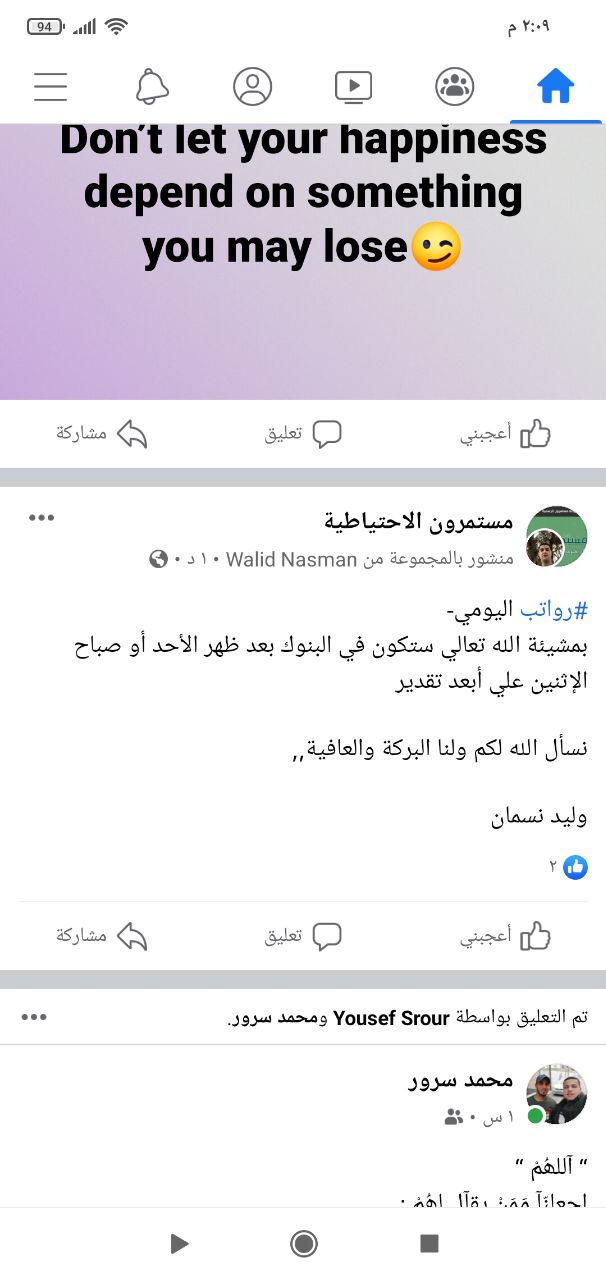 94
٢:٠٩ م
Don't let your happiness
depend on something
you may lose😉
أعجبني
تعليق
مشاركة
مستمرون الاحتياطية
منشور بالمجموعة من Walid Nasman • ١ د •
#رواتب اليومي-
بمشيئة الله تعالي ستكون في البنوك بعد ظهر الأحد أو صباح
الإثنين علي أبعد تقدير
نسأل الله لكم ولنا البركة والعافية,,
وليد نسمان
٢
أعجبني
تعليق
مشاركة
تم التعليق بواسطة Yousef Srour ومحمد سرور.
محمد سرور
١ س •
“ آللهُمْ “